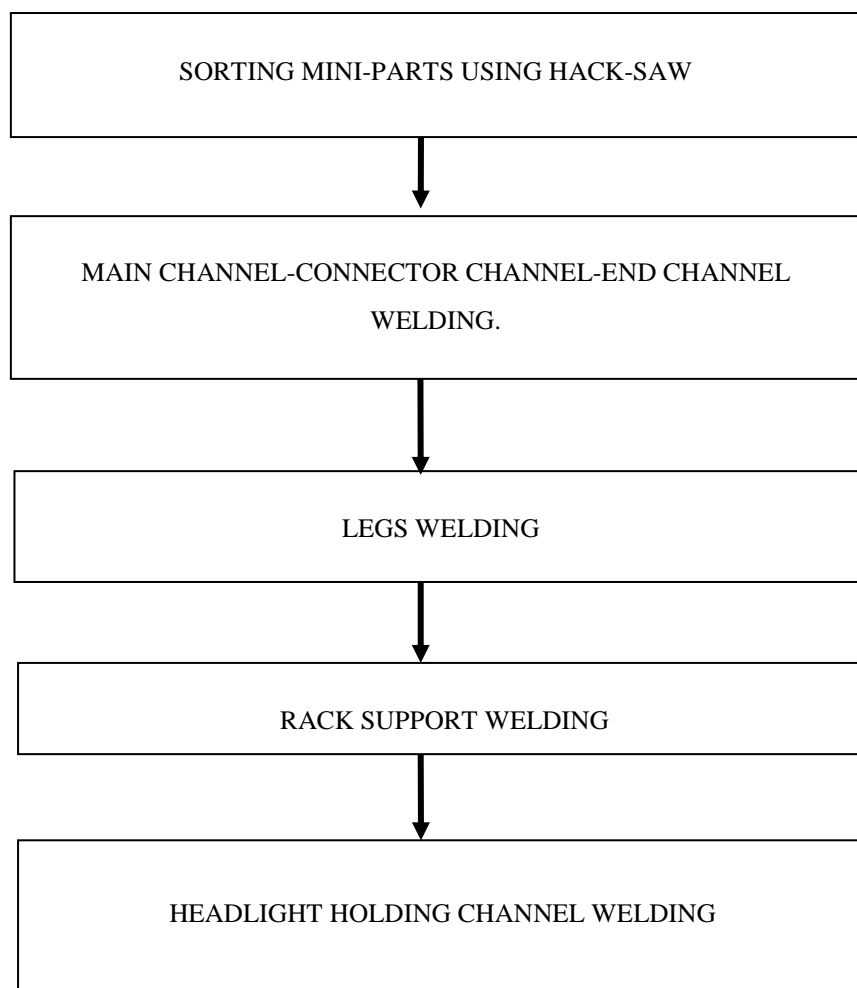 SORTING MINI-PARTS USING HACK-SAW
MAIN CHANNEL-CONNECTOR CHANNEL-END CHANNEL
WELDING.
LEGS WELDING
RACK SUPPORT WELDING
HEADLIGHT HOLDING CHANNEL WELDING